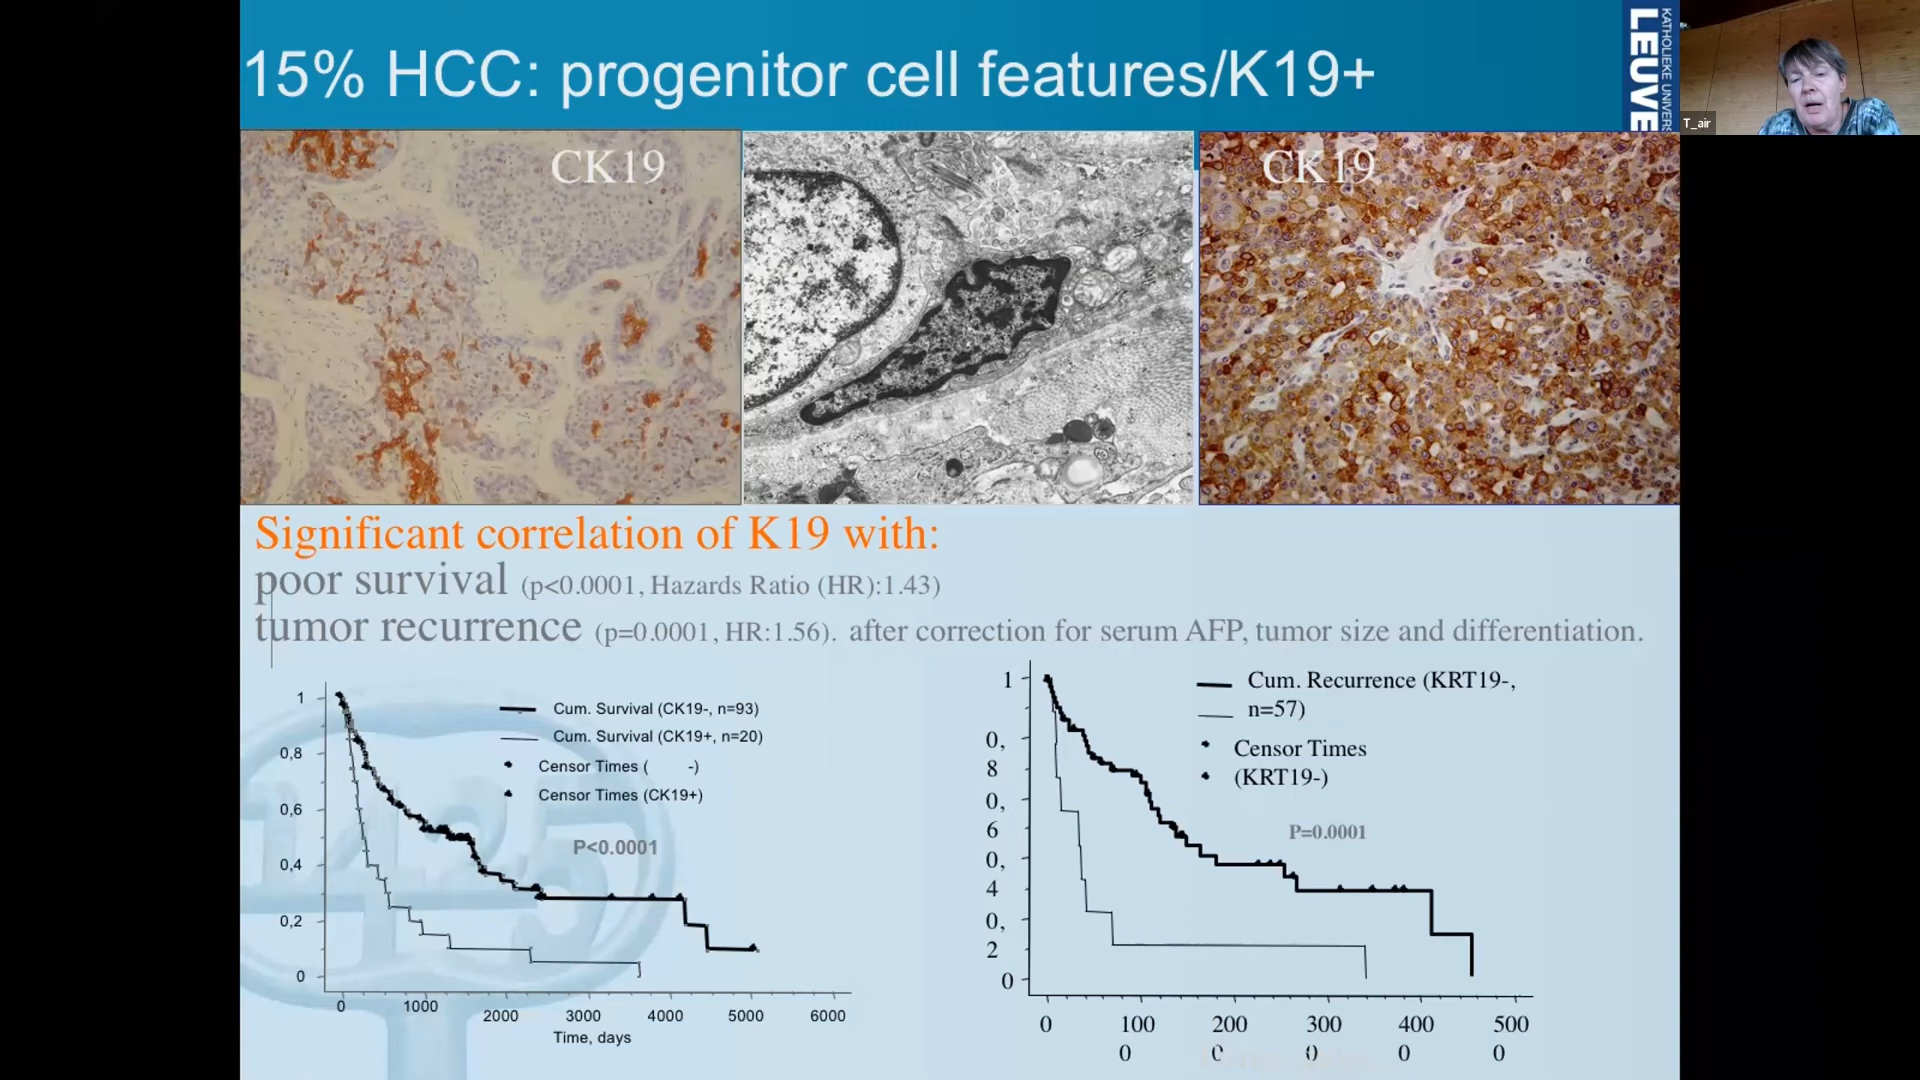 15% HCC: progenitor cell features/K19+
KATHOLIEKE UNIVERS
LEUVE
T_air
CK19
CK19
Significant correlation of K19 with:
poor survival (p<0.0001, Hazards Ratio (HR):1.43)
tumor recurrence (p=0.0001, HR:1.56). after correction for serum AFP, tumor size and differentiation.
1
0,8
0,6
0,4
0,2
0
Cum. Survival (CK19-, n=93)
Cum. Survival (CK19+, n=20)
Censor Times ( -)
Censor Times (CK19+)
P<0.0001
0
1000
2000
3000
4000
5000
6000
Time, days
1
0,
8
0,
6
0,
4
0,
2
0
Cum. Recurrence (KRT19-,
n=57)
Censor Times
(KRT19-)
P=0.0001
0 100 200 300 400 500
0 0 0 0 0